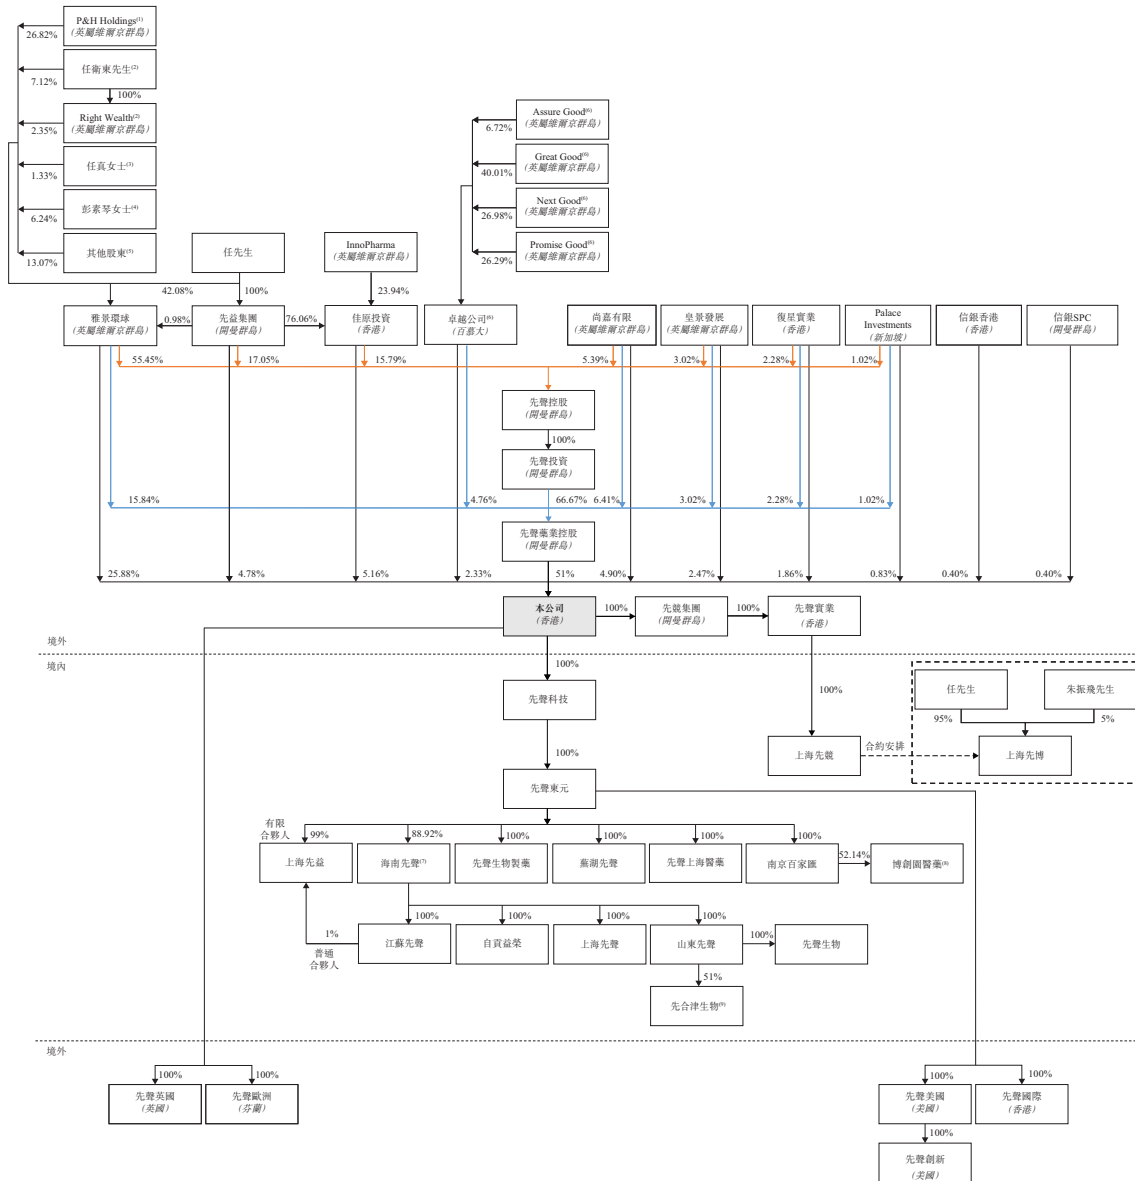 P&H Holdings(1)
(英屬維爾京群島)
26.82%
任衛東先生(2)
7.12%
100%
Right Wealth(2)
(英屬維爾京群島)
2.35%
任真女士(3)
1.33%
彭素琴女士(4)
6.24%
其他股東(5)
13.07%
任先生
InnoPharma
(英屬維爾京群島)
Assure Good(6)
(英屬維爾京群島)
6.72%
Great Good(6)
(英屬維爾京群島)
40.01%
Next Good(6)
(英屬維爾京群島)
26.98%
Promise Good(6)
(英屬維爾京群島)
26.29%
42.08%
100%
23.94%
雅景環球
(英屬維爾京群島)
0.98%
先益集團
(開曼群島)
76.06%
佳原投資
(香港)
卓越公司(6)
(百慕大)
尚嘉有限
(英屬維爾京群島)
皇景發展
(英屬維爾京群島)
復星實業
(香港)
Palace
Investments
(新加坡)
信銀香港
(香港)
信銀SPC
(開曼群島)
55.45%
17.05%
15.79%
5.39%
3.02%
2.28%
1.02%
先聲控股
(開曼群島)
100%
先聲投資
(開曼群島)
15.84%
4.76%
66.67%
6.41%
3.02%
2.28%
1.02%
先聲藥業控股
(開曼群島)
25.88%
4.78%
5.16%
2.33%
51%
4.90%
2.47%
1.86%
0.83%
0.40%
0.40%
本公司
(香港)
100%
先競集團
(開曼群島)
100%
先聲實業
(香港)
境外
境內
100%
先聲科技
100%
任先生
朱振飛先生
95%
5%
100%
上海先競
合約安排
上海先博
先聲東元
有限
合夥人
99%
88.92%
100%
100%
100%
100%
上海先益
海南先聲(7)
先聲生物製藥
蕪湖先聲
先聲上海醫藥
南京百家匯
52.14%
博創園醫藥(8)
100%
100%
100%
100%
1%
普通
合夥人
江蘇先聲
自貢益榮
上海先聲
山東先聲
100%
先聲生物
51%
先合津生物(9)
境外
100%
100%
100%
100%
先聲英國
(英國)
先聲歐洲
(芬蘭)
先聲美國
(美國)
先聲國際
(香港)
100%
先聲創新
(美國)